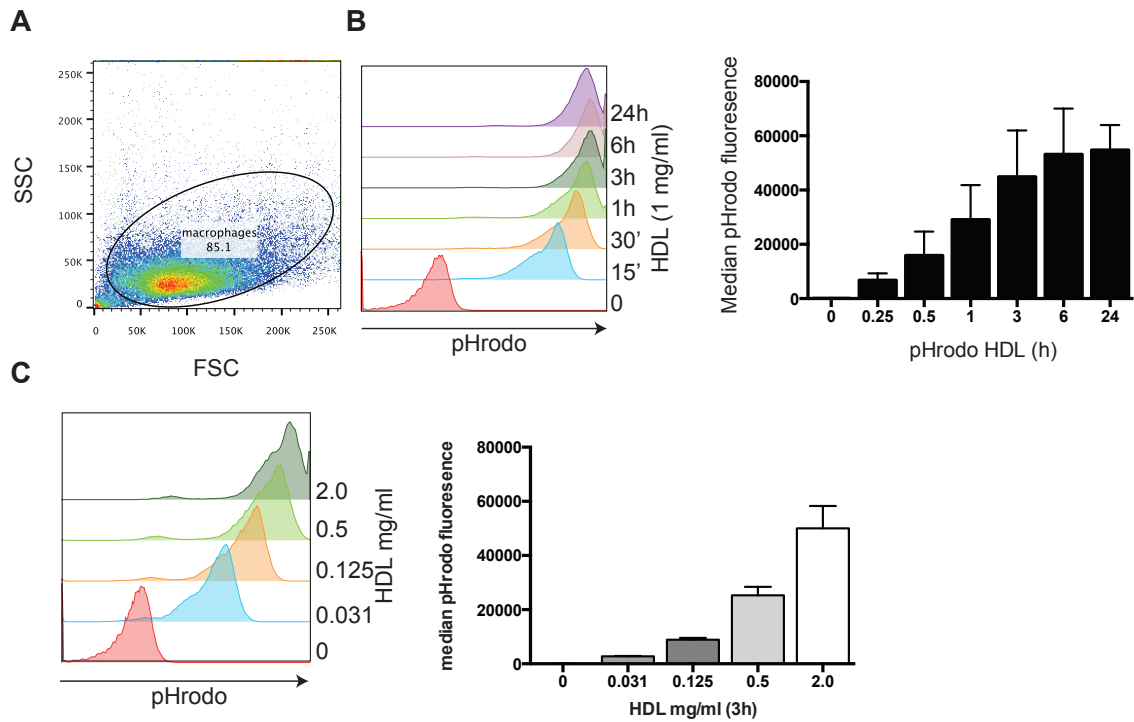 A
SSC
250K
200K
150K
100K
50K
0
macrophages
85.1
0
50K
100K
150K
200K
250K
FSC
B
24h
6h
3h
1h
30'
15'
0
HDL (1 mg/ml)
pHrodo
Median pHrodo fluoresence
80000
60000
40000
20000
0
0 0.25 0.5 1 3 6 24
pHrodo HDL (h)
C
2.0
0.5
0.125
0.031
0
HDL mg/ml
pHrodo
median pHrodo fluoresence
80000
60000
40000
20000
0
0 0.031 0.125 0.5 2.0
HDL mg/ml (3h)